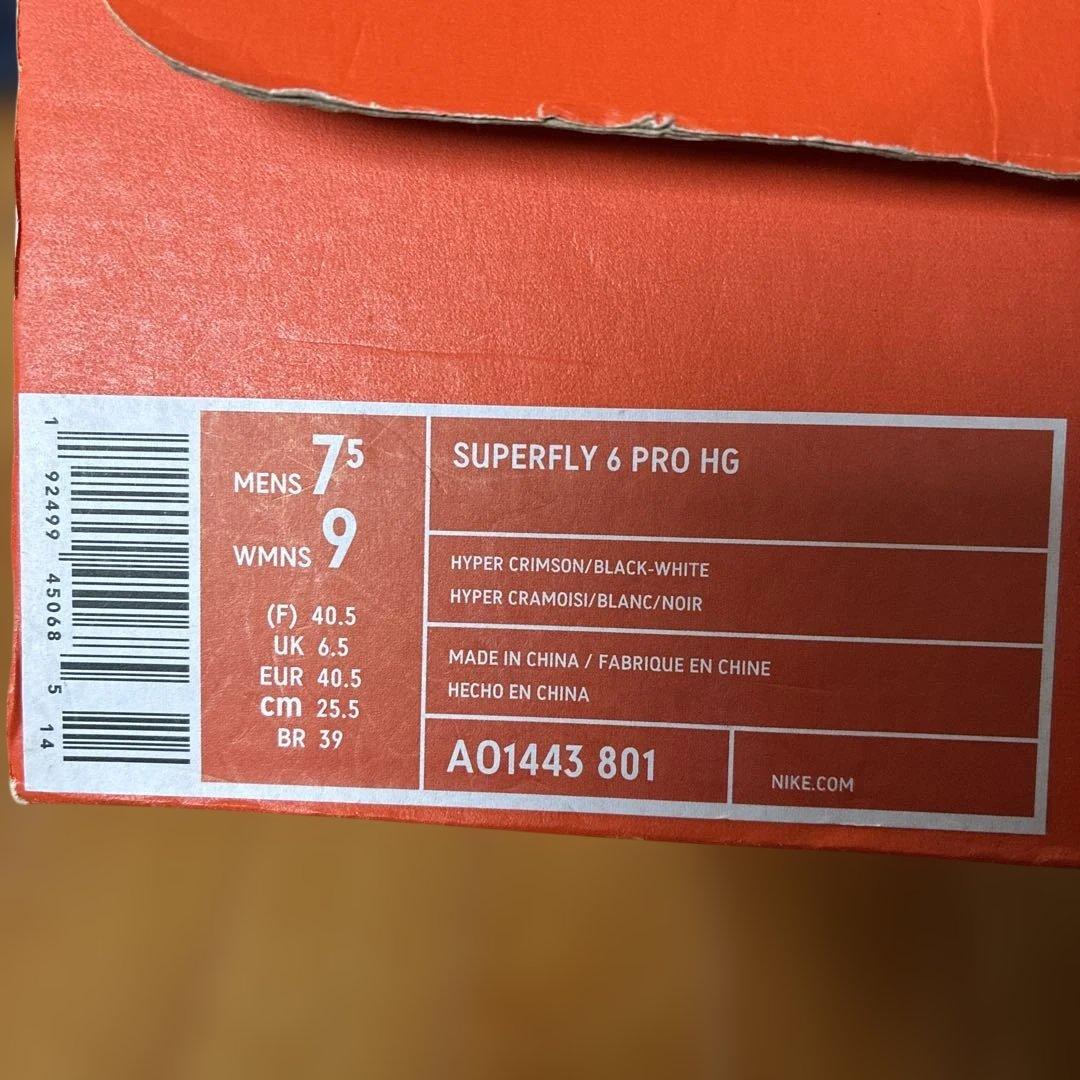 1 92499 45068 5 14
MENS 7.5
WMNS 9
(F) 40.5
UK 6.5
EUR 40.5
cm 25.5
BR 39
SUPERFLY 6 PRO HG
HYPER CRIMSON/BLACK-WHITE
HYPER CRAMOISI/BLANC/NOIR
MADE IN CHINA / FABRIQUE EN CHINE
HECHO EN CHINA
AO1443 801
NIKE.COM